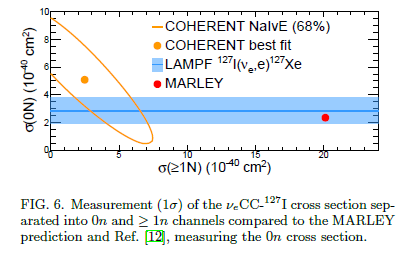 10
8
6
4
2
0
σ(0N) (10⁻⁴⁰ cm²)
COHERENT NaIνE (68%)
COHERENT best fit
LAMPF ¹²⁷I(νₑ,e)¹²⁷Xe
MARLEY
0 5 10 15 20
σ(≥1N) (10⁻⁴⁰ cm²)
FIG. 6. Measurement (1σ) of the νₑCC-¹²⁷I cross section sep-
arated into 0n and ≥ 1n channels compared to the MARLEY
prediction and Ref. [12], measuring the 0n cross section.